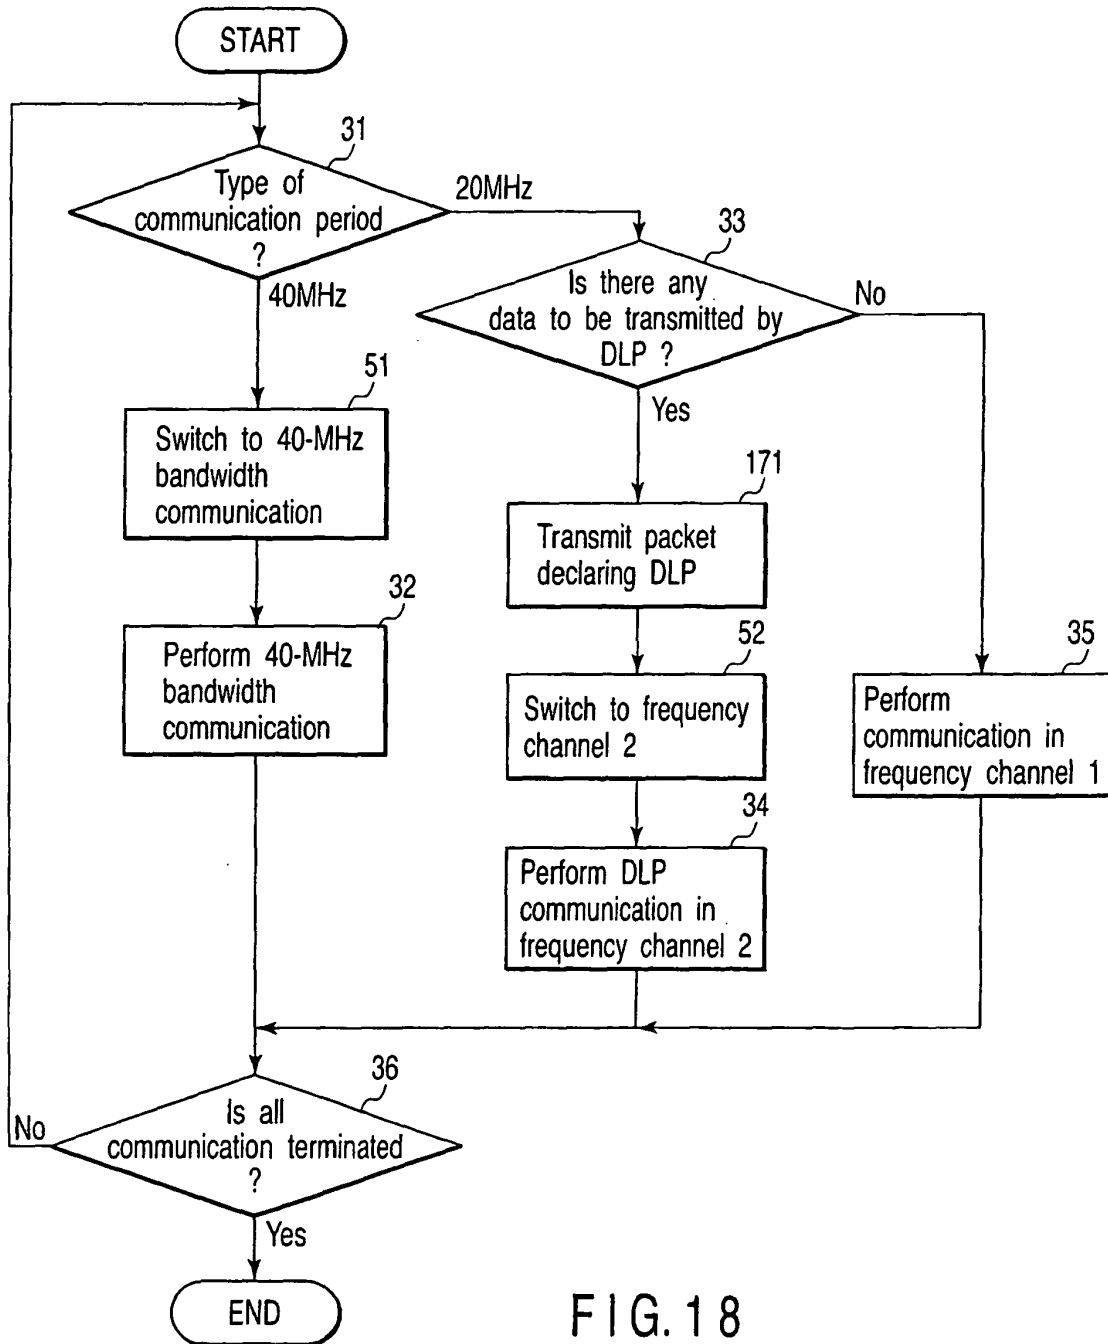 START
31
Type of
communication period
?
20MHz
40MHz
33
Is there any
data to be transmitted by
DLP ?
No
Yes
51
Switch to 40-MHz
bandwidth
communication
171
Transmit packet
declaring DLP
32
Perform 40-MHz
bandwidth
communication
52
Switch to frequency
channel 2
35
Perform
communication in
frequency channel 1
34
Perform DLP
communication in
frequency channel 2
36
Is all
communication terminated
?
No
Yes
END
FIG. 18